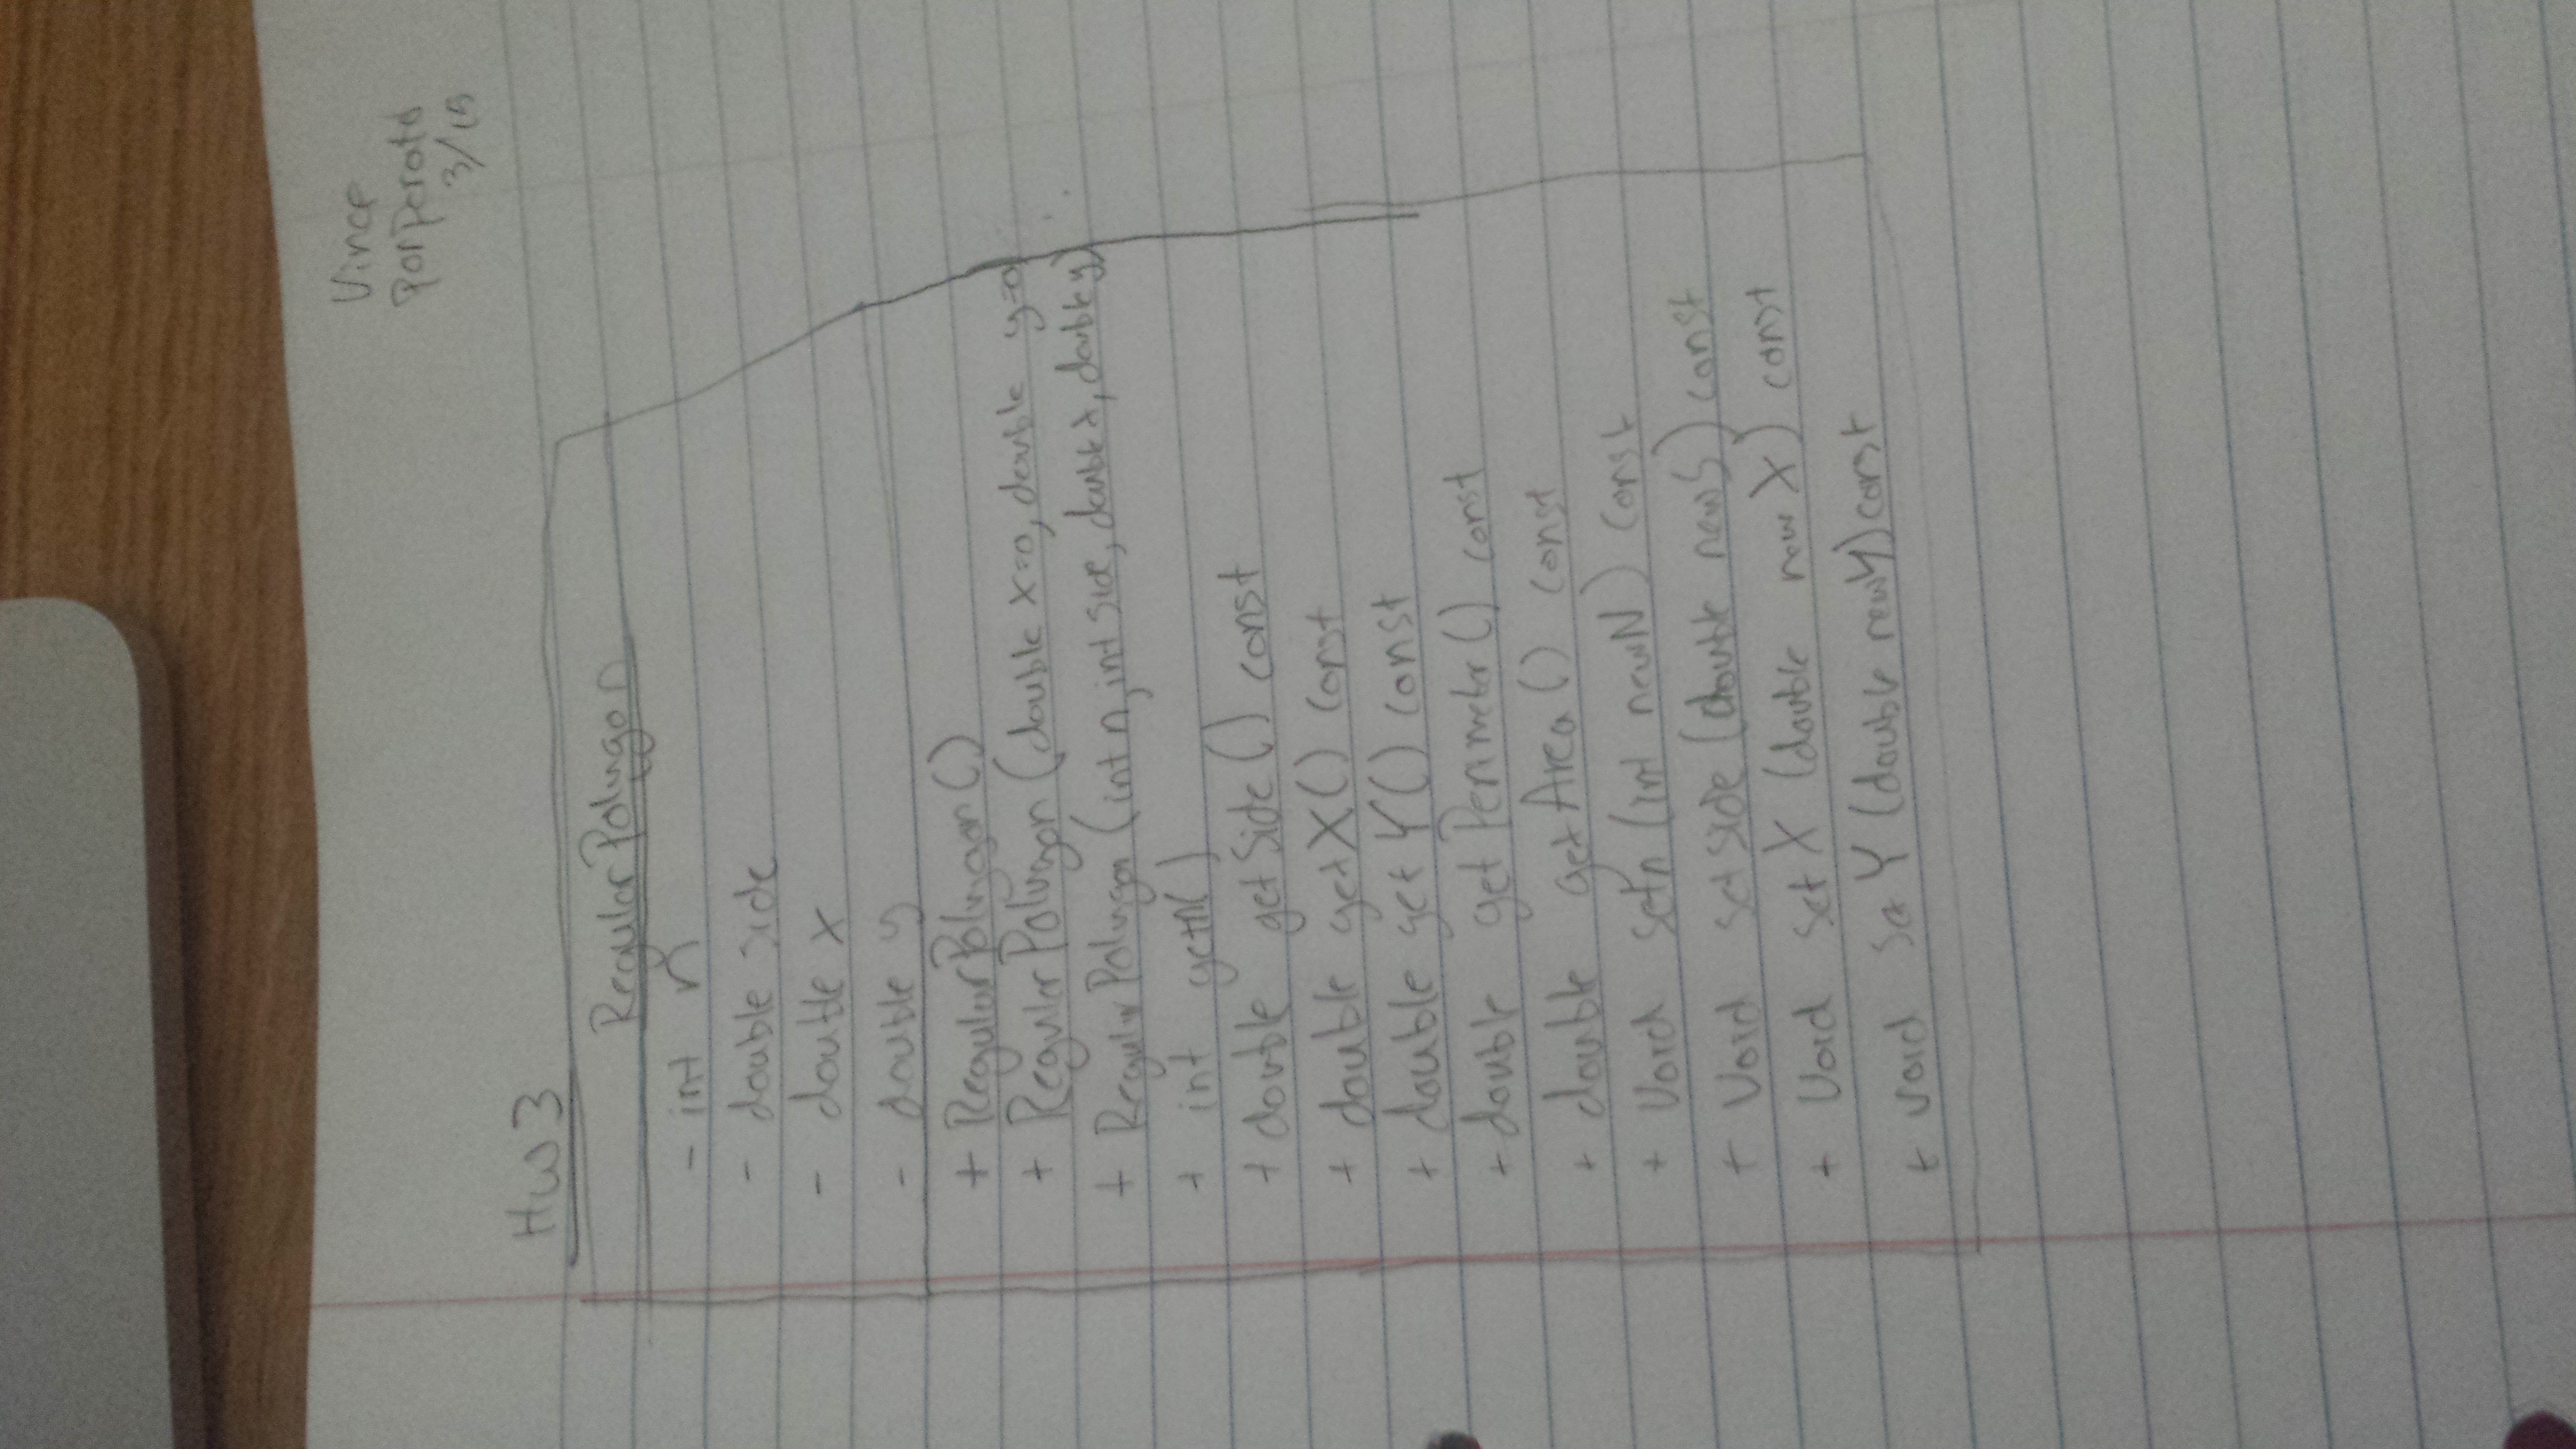 Vince
3/15
HW3
RegularPolygon
- int n
- double side
- double x
- double y
+ RegularPolygon()
+ RegularPolygon (double x=0, double y=0
+ RegularPolygon (int n, int side, double x, double y)
+ int getn()
+ double getSide() const
+ double getX() const
+ double getY() const
+ double getPerimeter() const
+ double getArea() const
+ Void setn (int newN) const
+ Void setside (double newS) const
+ Void setX (double newX) const
+ void setY (double newY) const